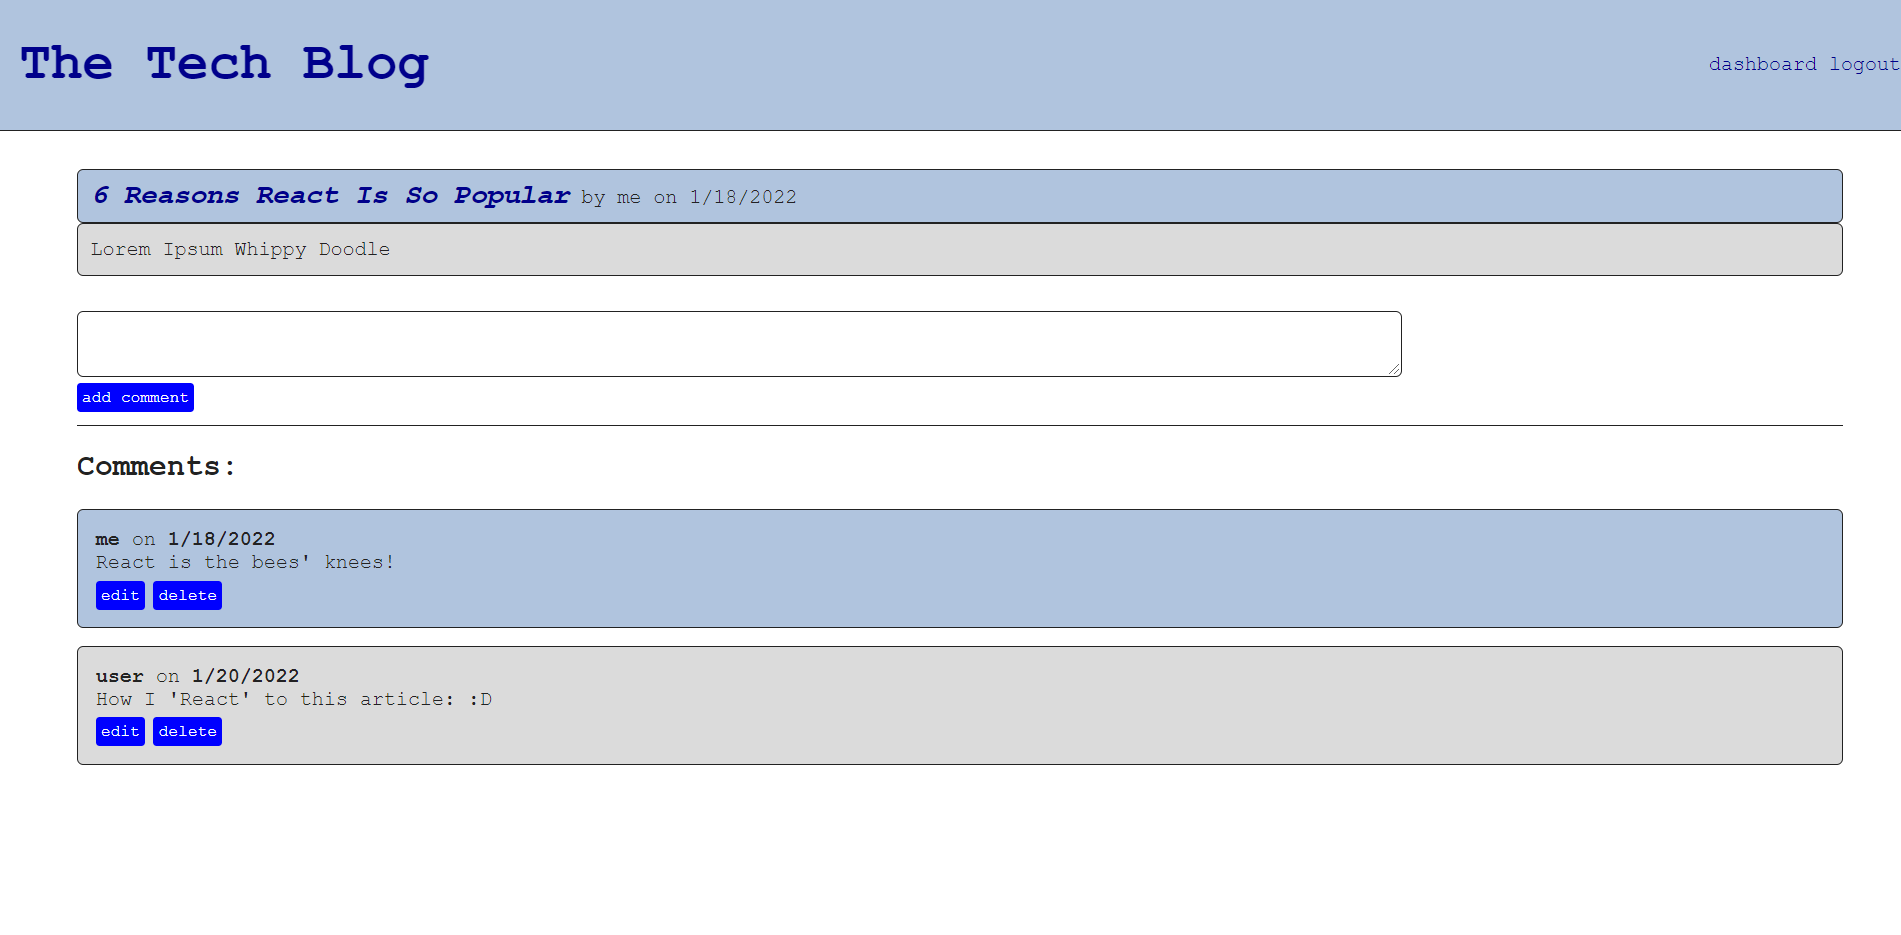 The Tech Blog
dashboard logout
6 Reasons React Is So Popular by me on 1/18/2022
Lorem Ipsum Whippy Doodle
add comment
Comments:
me on 1/18/2022
React is the bees' knees!
edit delete
user on 1/20/2022
How I 'React' to this article: :D
edit delete